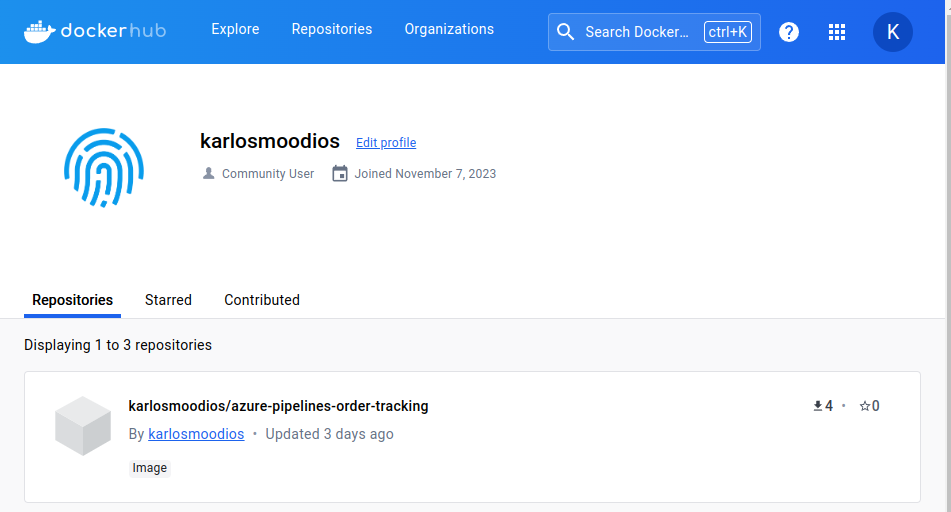 dockerhub Explore Repositories Organizations Search Docker... ctrl+K ? K
karlosmoodios Edit profile
Community User Joined November 7, 2023
Repositories Starred Contributed
Displaying 1 to 3 repositories
karlosmoodios/azure-pipelines-order-tracking 4 • 0
By karlosmoodios • Updated 3 days ago
Image